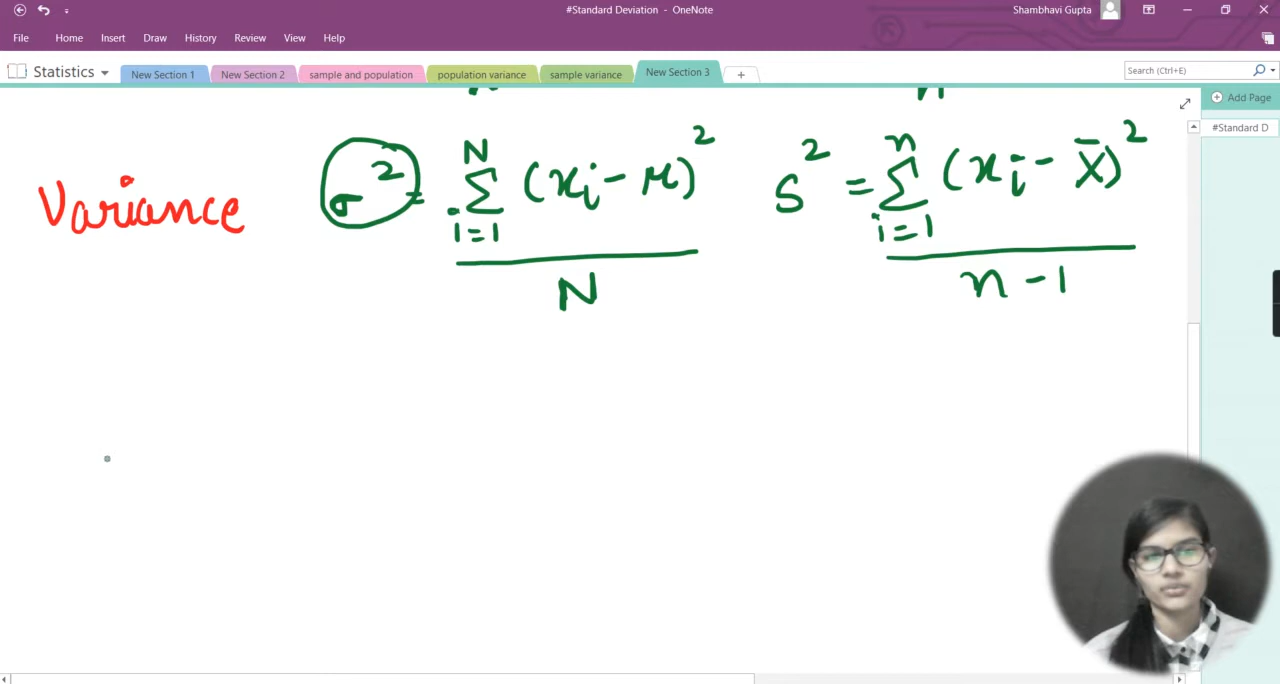 #Standard Deviation - OneNote
Shambhavi Gupta
File Home Insert Draw History Review View Help
Statistics
New Section 1 New Section 2 sample and population population variance sample variance New Section 3 +
Search (Ctrl+E)
Add Page
#Standard D
Variance σ² = N Σ i=1 (xi - μ)² / N
S² = n Σ i=1 (xi - X̄)² / n - 1